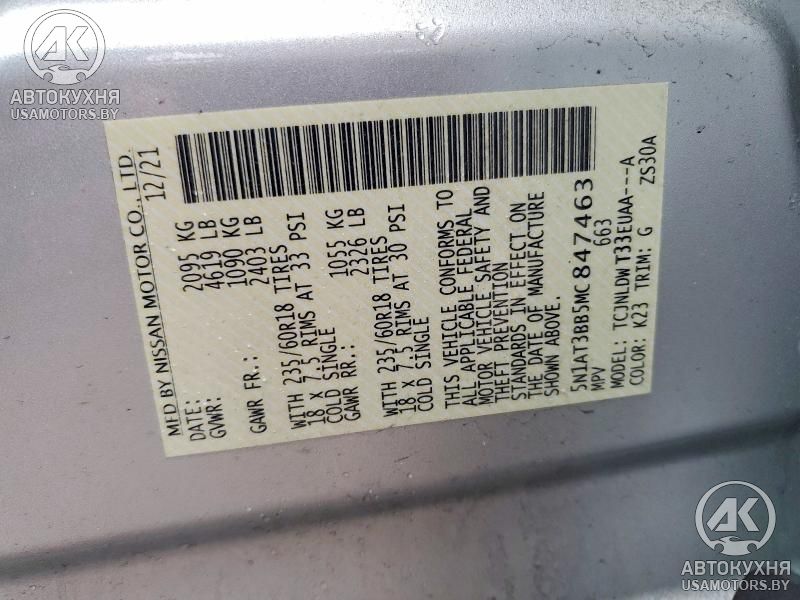 AK
АВТОКУХНЯ
USAMOTORS.BY
MFD BY NISSAN MOTOR CO., LTD.
DATE: 12/21
GVWR: 2095 KG
4619 LB
GAWR FR.: 1090 KG
2403 LB
WITH 235/60R18 TIRES
18 X 7.5 RIMS AT 33 PSI
COLD SINGLE
GAWR RR.: 1055 KG
2326 LB
WITH 235/60R18 TIRES
18 X 7.5 RIMS AT 30 PSI
COLD SINGLE
THIS VEHICLE CONFORMS TO
ALL APPLICABLE FEDERAL
MOTOR VEHICLE SAFETY AND
THEFT PREVENTION
STANDARDS IN EFFECT ON
THE DATE OF MANUFACTURE
SHOWN ABOVE.
5N1AT3BB5MC847463
MPV 663
MODEL: TCJNLDWT33EUAA----A
COLOR: K23 TRIM: G ZS30A
AK
АВТОКУХНЯ
USAMOTORS.BY